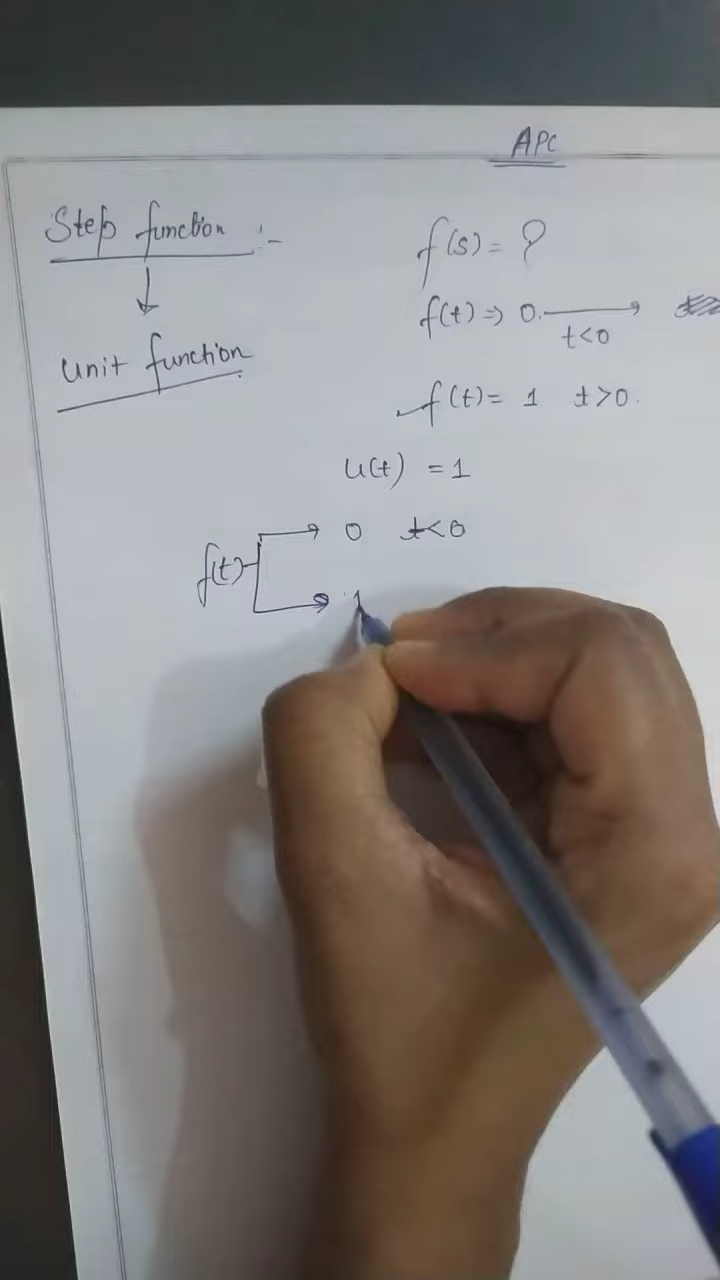 APC
Step function :-
↓
unit function
f(s) = ?
f(t) ⇒ 0. → t<0
f(t) = 1 t>0.
u(t) = 1
f(t) → 0 t<0
→ 1